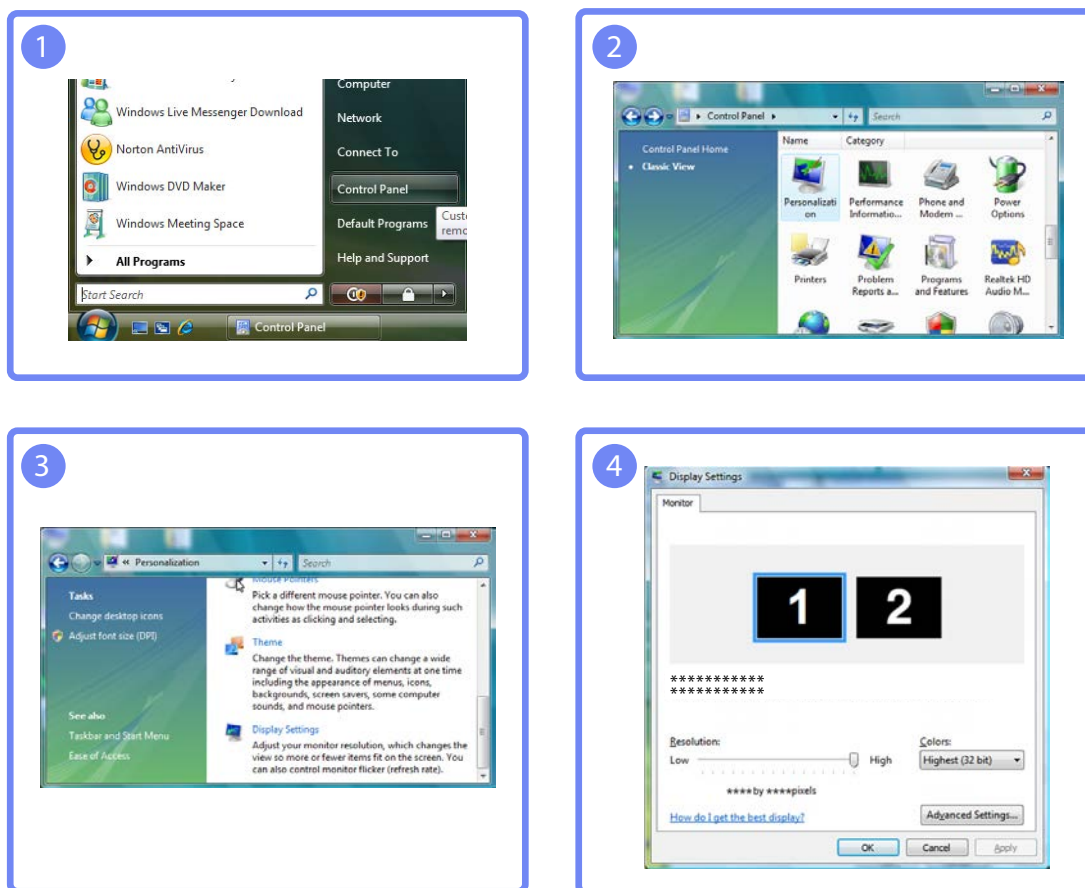 1
Computer
Windows Live Messenger Download
Network
Norton AntiVirus
Connect To
Windows DVD Maker
Control Panel
Windows Meeting Space
Default Programs
All Programs
Help and Support
Start Search
Control Panel
2
Control Panel
Search
Control Panel Home
Classic View
Name Category
Personalizati
on
Performance
Informatio...
Phone and
Modem ...
Power
Options
Printers
Problem
Reports a...
Programs
and Features
Realtek HD
Audio M...
3
« Personalization
Search
Tasks
Change desktop icons
Adjust font size (DPI)
See also
Taskbar and Start Menu
Ease of Access
Mouse Pointers
Pick a different mouse pointer. You can also
change how the mouse pointer looks during such
activities as clicking and selecting.
Theme
Change the theme. Themes can change a wide
range of visual and auditory elements at one time
including the appearance of menus, icons,
backgrounds, screen savers, some computer
sounds, and mouse pointers.
Display Settings
Adjust your monitor resolution, which changes the
view so more or fewer items fit on the screen. You
can also control monitor flicker (refresh rate).
4
Display Settings
Monitor
1 2
***********
***********
Resolution:
Low High
****by ****pixels
Colors:
Highest (32 bit)
How do I get the best display?
Advanced Settings...
OK Cancel Apply